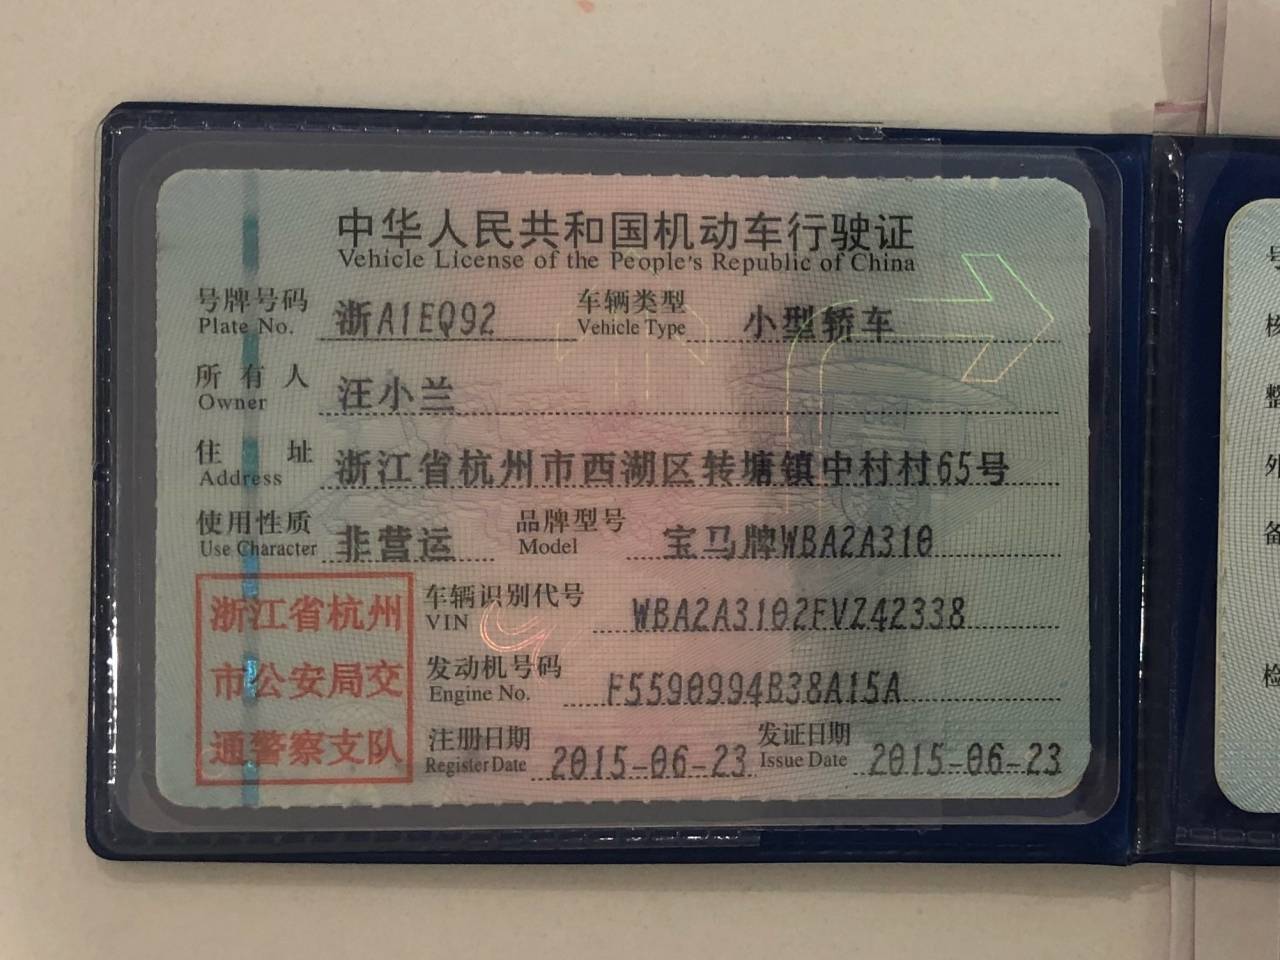 中华人民共和国机动车行驶证
Vehicle License of the People's Republic of China
号牌号码 浙A1EQ92 车辆类型 小型轿车
Plate No. Vehicle Type
所有人 汪小兰
Owner
住址 浙江省杭州市西湖区转塘镇中村村65号
Address
使用性质 非营运 品牌型号 宝马牌WBA2A310
Use Character Model
浙江省杭州
市公安局交
通警察支队
车辆识别代号 WBA2A3102FVZ42338
VIN
发动机号码 F5590994B38A15A
Engine No.
注册日期 2015-06-23 发证日期 2015-06-23
Register Date Issue Date
号
核
整
外
备
检